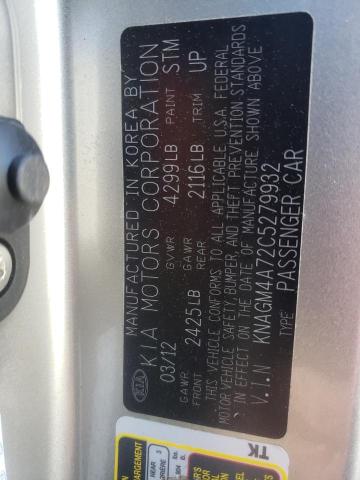 MANUFACTURED IN KOREA BY
KIA MOTORS CORPORATION
03/12 GVWR 4299LB PAINT STM
GAWR FRONT 2425LB GAWR REAR 2116LB TRIM UP
THIS VEHICLE CONFORMS TO ALL APPLICABLE U.S.A. FEDERAL
MOTOR VEHICLE SAFETY, BUMPER, AND THEFT PREVENTION STANDARDS
IN EFFECT ON THE DATE OF MANUFACTURE SHOWN ABOVE
V.I.N KNAGM4A72C5279932
TYPE PASSENGER CAR
KIA
TK